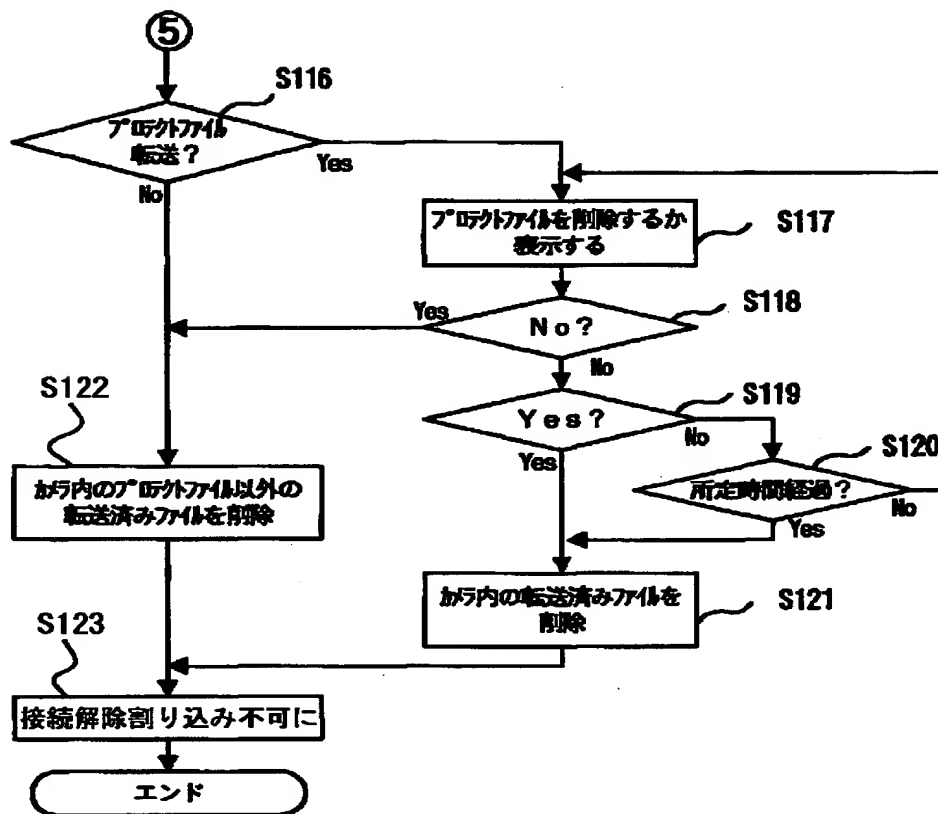 ⑤
S116
プロテクトファイル
転送？
Yes
No
プロテクトファイルを削除するか
表示する
S117
S118
Yes
No？
No
S119
Yes？
No
Yes
S120
所定時間経過？
No
Yes
S122
カメラ内のプロテクトファイル以外の
転送済みファイルを削除
カメラ内の転送済みファイルを
削除
S121
S123
接続解除割り込み不可に
エンド